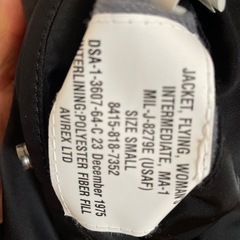 JACKET, FLYING, WOMAN'S
INTERMEDIATE, MA-1
MIL-J-8279E (USAF)
SIZE SMALL
8415-818-7352
DSA-1-3607-64-C 23 December 1975
INTERLINING:POLYESTER FIBER FILL
AVIREX LTD